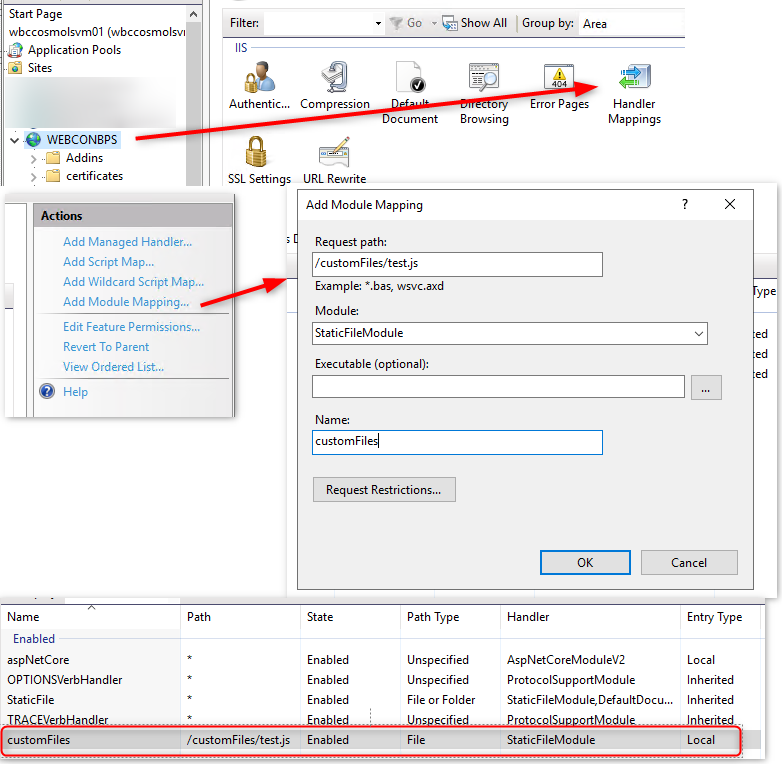 Start Page
wbccosmolsvm01 (wbccosmolsvm
Application Pools
Sites
WEBCONBPS
Addins
certificates
Filter: Go Show All Group by: Area
IIS
Authentic... Compression Default Document Directory Browsing Error Pages Handler Mappings
404
SSL Settings URL Rewrite
Actions
Add Managed Handler...
Add Script Map...
Add Wildcard Script Map...
Add Module Mapping...
Edit Feature Permissions...
Revert To Parent
View Ordered List...
Help
Add Module Mapping ?
Request path:
/customFiles/test.js
Example: *.bas, wsvc.axd
Module:
StaticFileModule
Executable (optional):
...
Name:
customFiles
Request Restrictions...
OK Cancel
Type
ted
ted
ted
Name Path State Path Type Handler Entry Type
Enabled
aspNetCore * Enabled Unspecified AspNetCoreModuleV2 Local
OPTIONSVerbHandler * Enabled Unspecified ProtocolSupportModule Inherited
StaticFile * Enabled File or Folder StaticFileModule,DefaultDocu... Inherited
TRACEVerbHandler * Enabled Unspecified ProtocolSupportModule Inherited
customFiles /customFiles/test.js Enabled File StaticFileModule Local